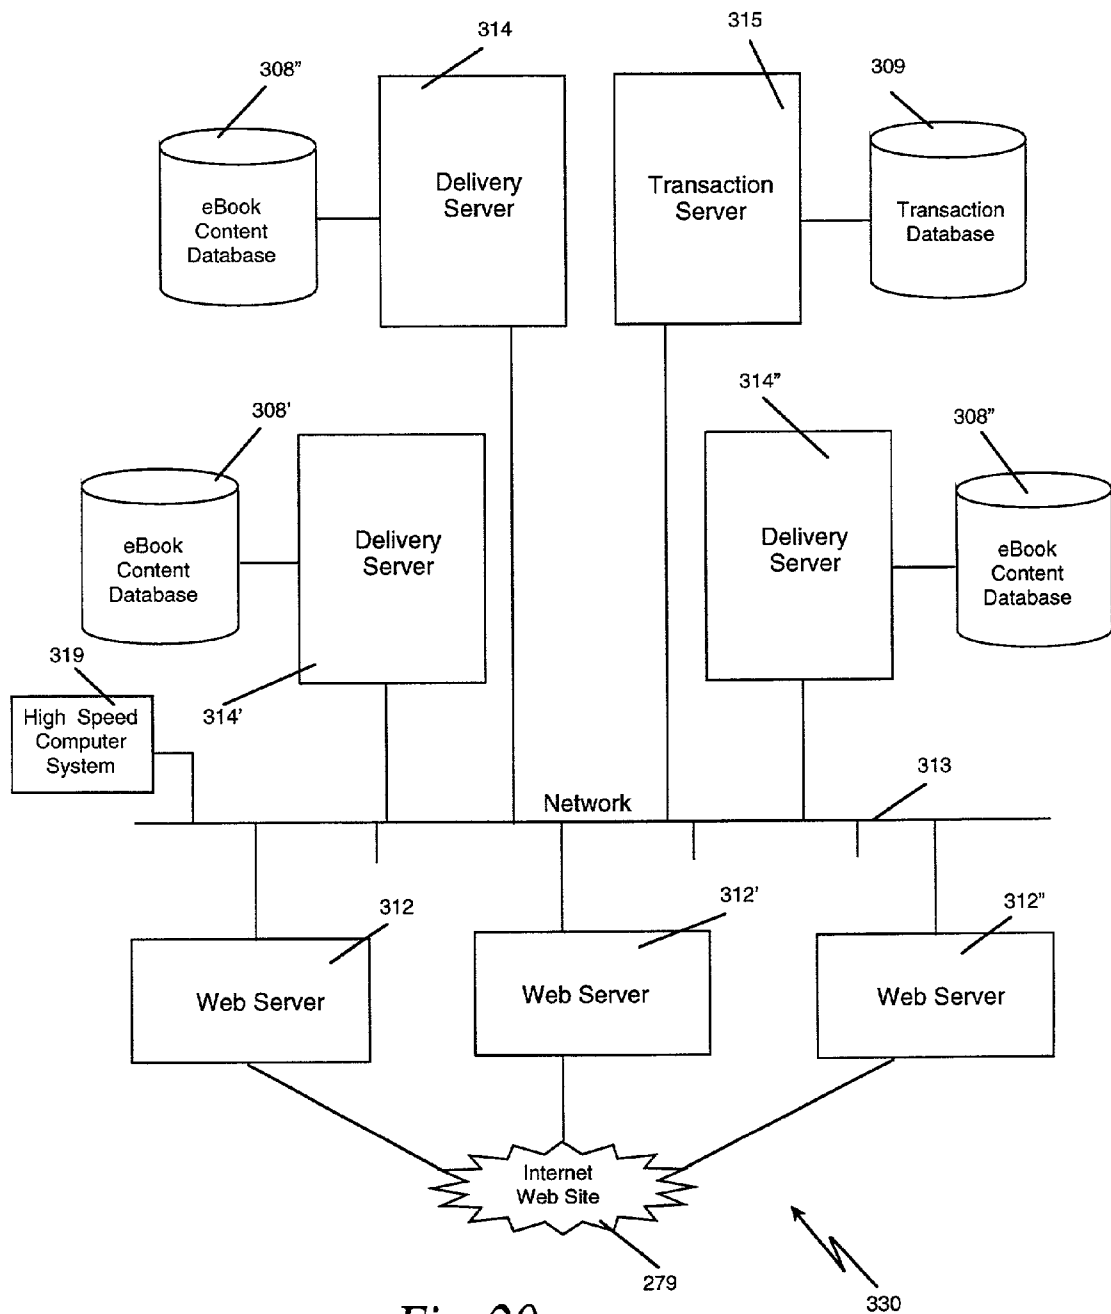 314
315
308"
309
eBook
Content
Database
Delivery
Server
Transaction
Server
Transaction
Database
314"
308'
308"
eBook
Content
Database
Delivery
Server
Delivery
Server
eBook
Content
Database
319
314'
High Speed
Computer
System
313
Network
312
312'
312"
Web Server
Web Server
Web Server
Internet
Web Site
279
330